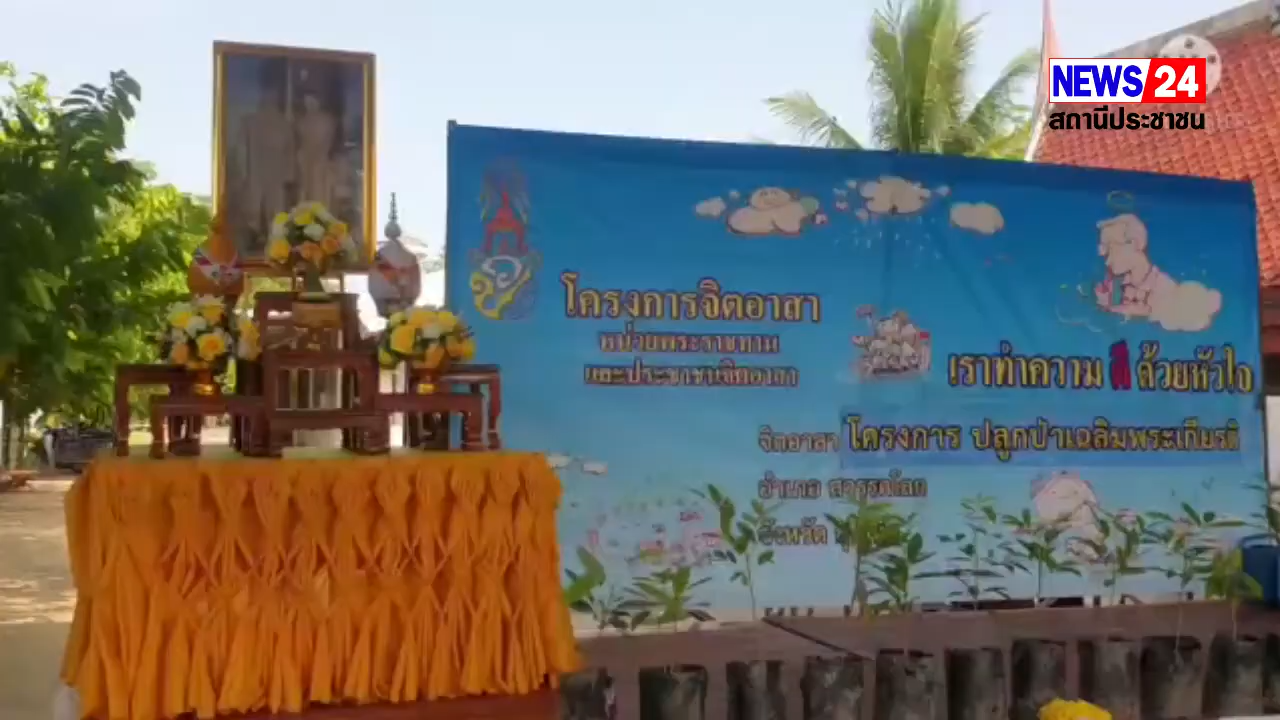 NEWS 24
สถานีประชาชน
โครงการจิตอาสา
หน่วยพระราชทาน
และประชาชนจิตอาสา
เราทำความ ดี ด้วยหัวใจ
จิตอาสา โครงการ ปลูกป่าเฉลิมพระเกียรติ
อำเภอ สวรรคโลก
จังหวัด